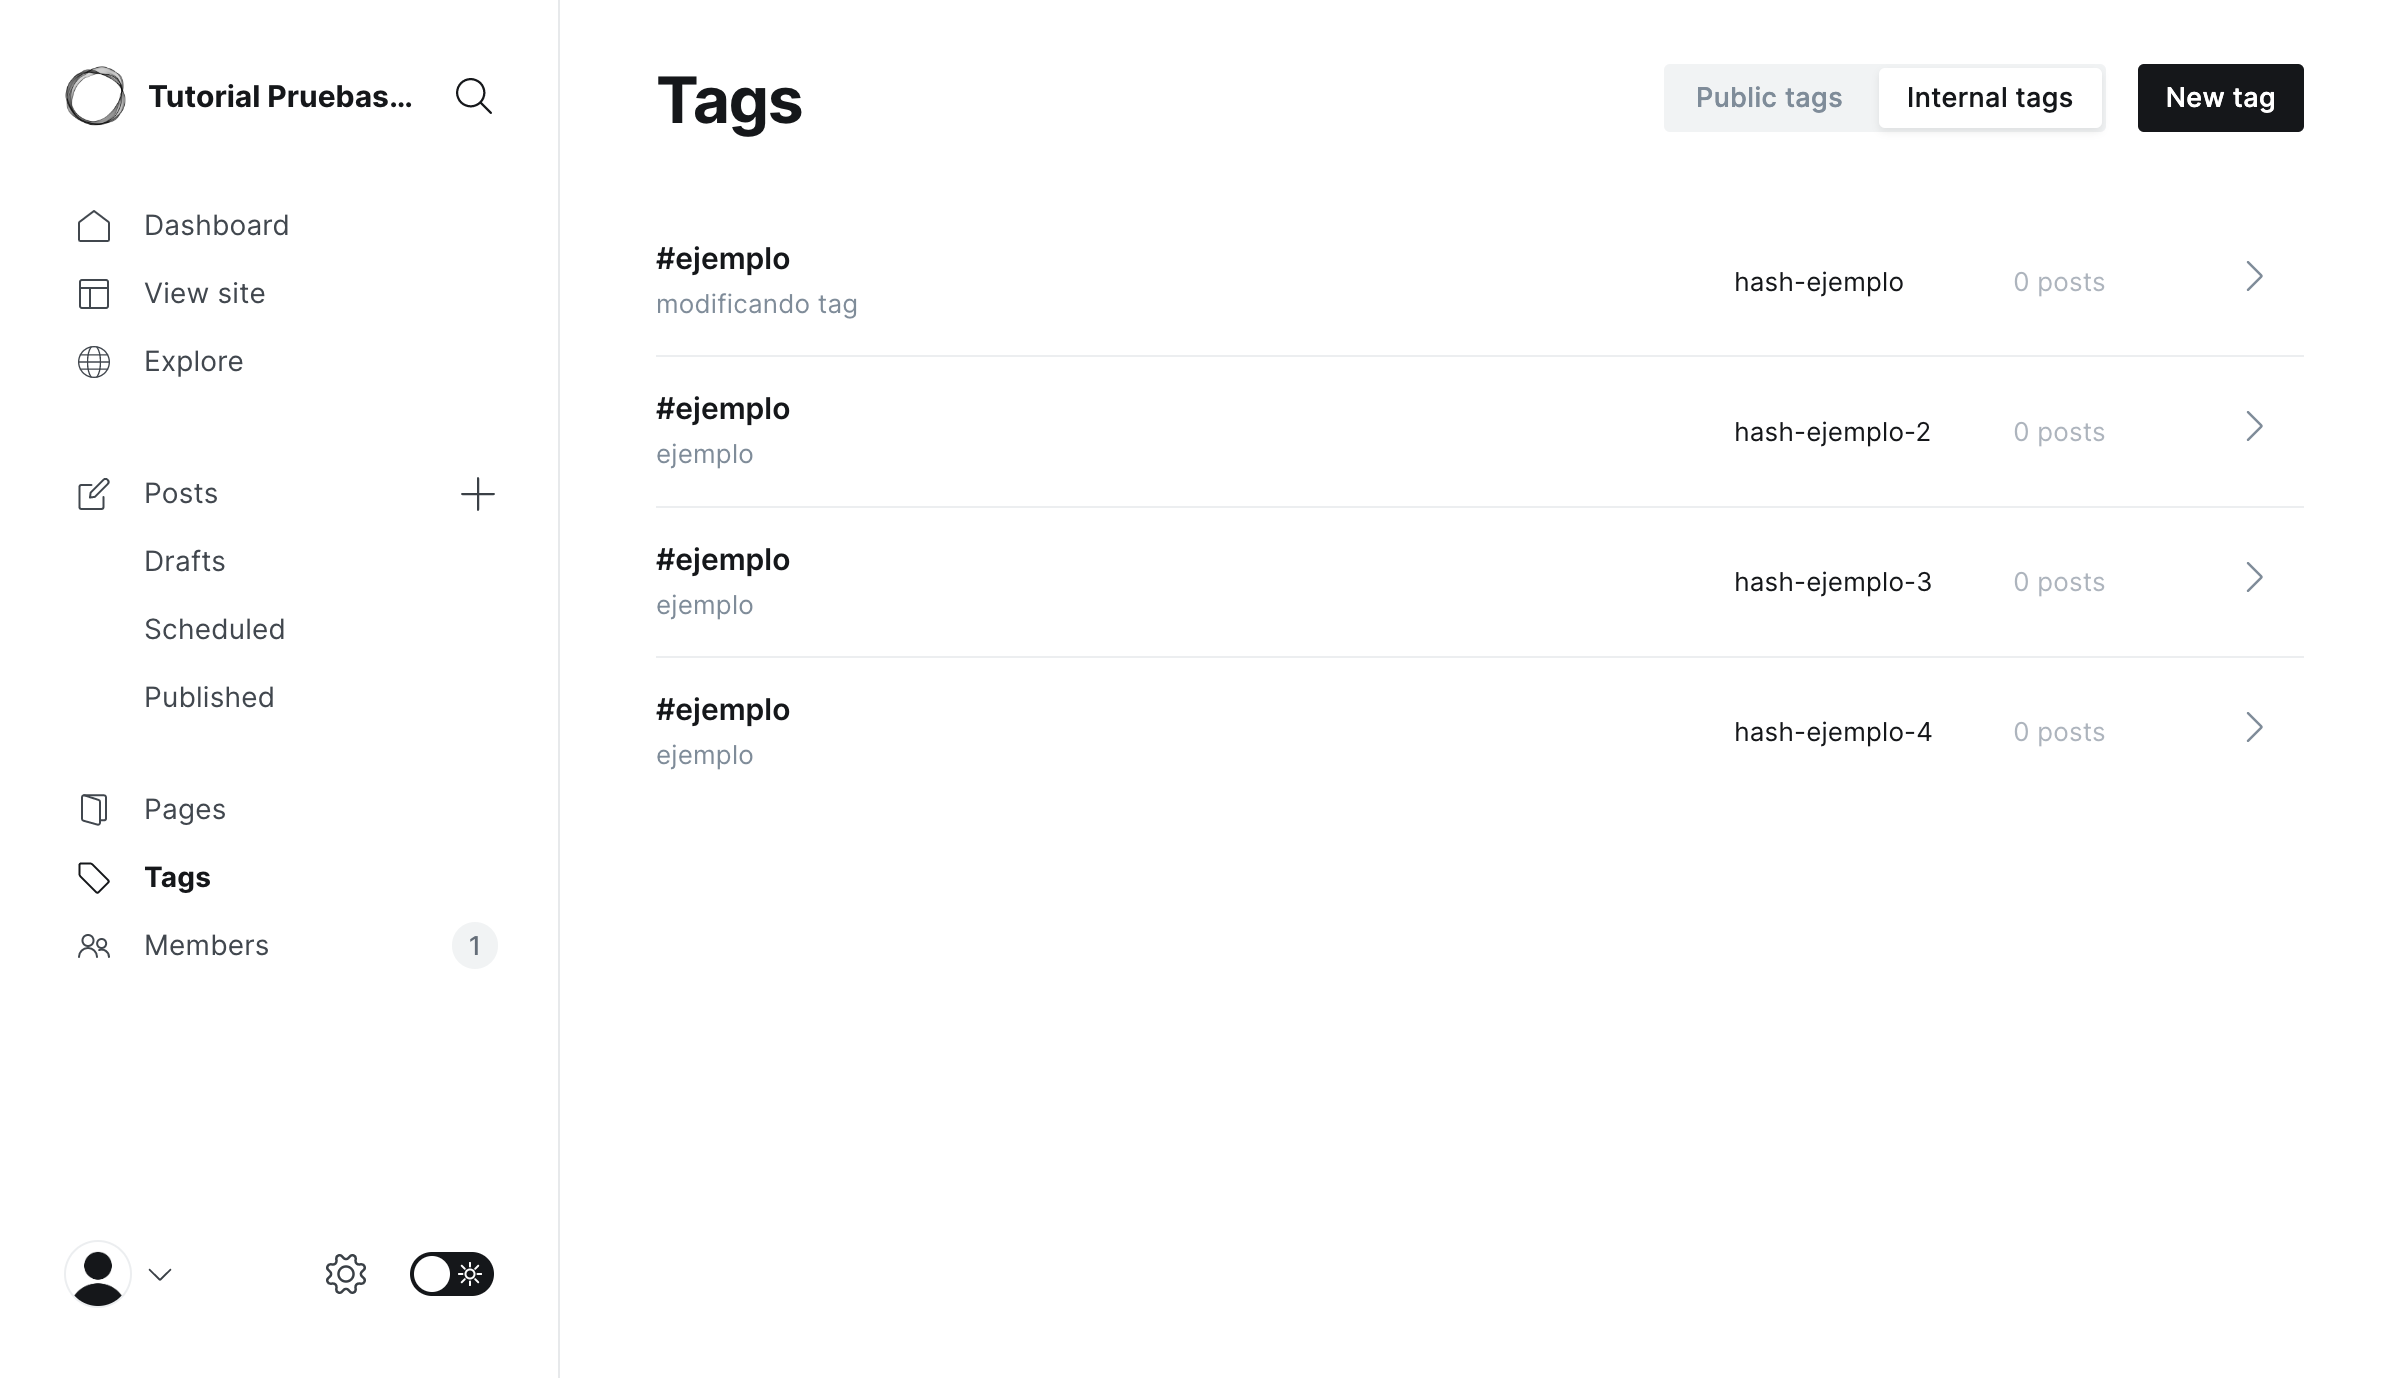 Tutorial Pruebas...
Dashboard
View site
Explore
Posts
Drafts
Scheduled
Published
Pages
Tags
Members 1
Tags
Public tags Internal tags New tag
#ejemplo
modificando tag
hash-ejemplo 0 posts
#ejemplo
ejemplo
hash-ejemplo-2 0 posts
#ejemplo
ejemplo
hash-ejemplo-3 0 posts
#ejemplo
ejemplo
hash-ejemplo-4 0 posts